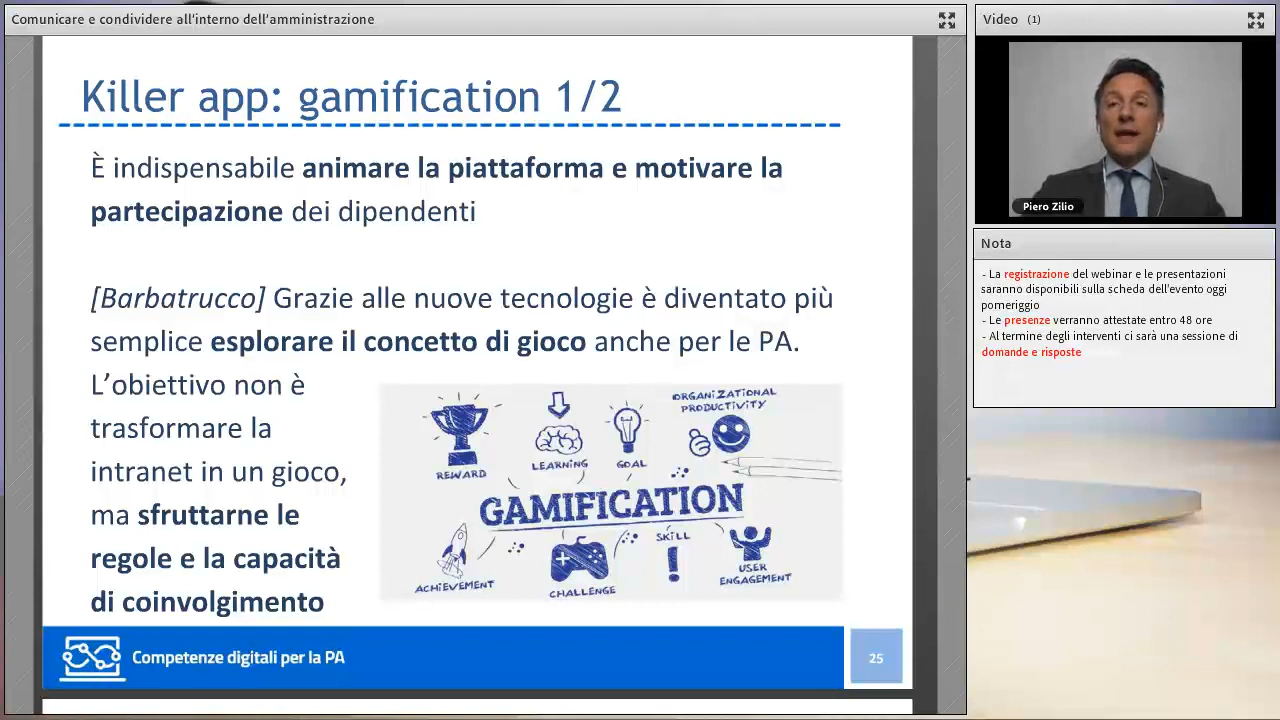 Comunicare e condividere all'interno dell'amministrazione
Killer app: gamification 1/2
È indispensabile animare la piattaforma e motivare la
partecipazione dei dipendenti
[Barbatrucco] Grazie alle nuove tecnologie è diventato più
semplice esplorare il concetto di gioco anche per le PA.
L'obiettivo non è
trasformare la
intranet in un gioco,
ma sfruttarne le
regole e la capacità
di coinvolgimento
REWARD
LEARNING
GOAL
ORGANIZATIONAL
PRODUCTIVITY
GAMIFICATION
ACHIEVEMENT
CHALLENGE
SKILL
USER
ENGAGEMENT
Competenze digitali per la PA
25
Video (1)
Piero Zilio
Nota
- La registrazione del webinar e le presentazioni
saranno disponibili sulla scheda dell'evento oggi
pomeriggio
- Le presenze verranno attestate entro 48 ore
- Al termine degli interventi ci sarà una sessione di
domande e risposte